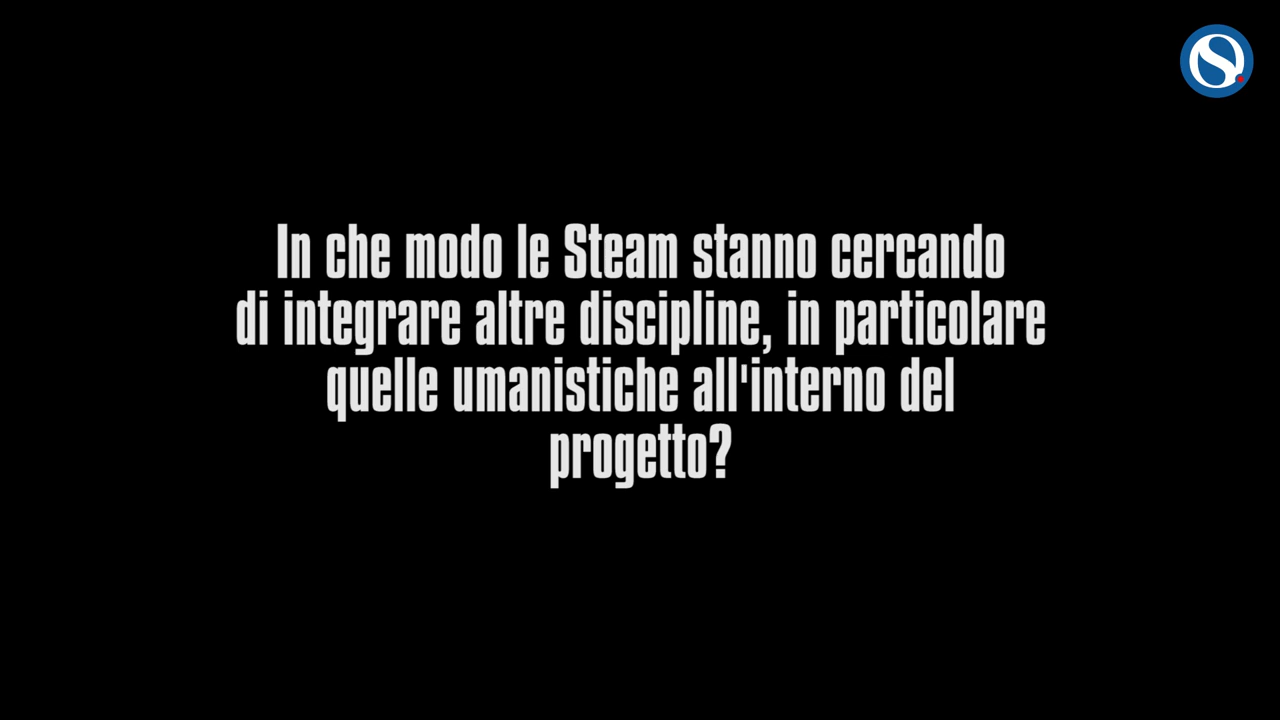 In che modo le Steam stanno cercando
di integrare altre discipline, in particolare
quelle umanistiche all'interno del
progetto?